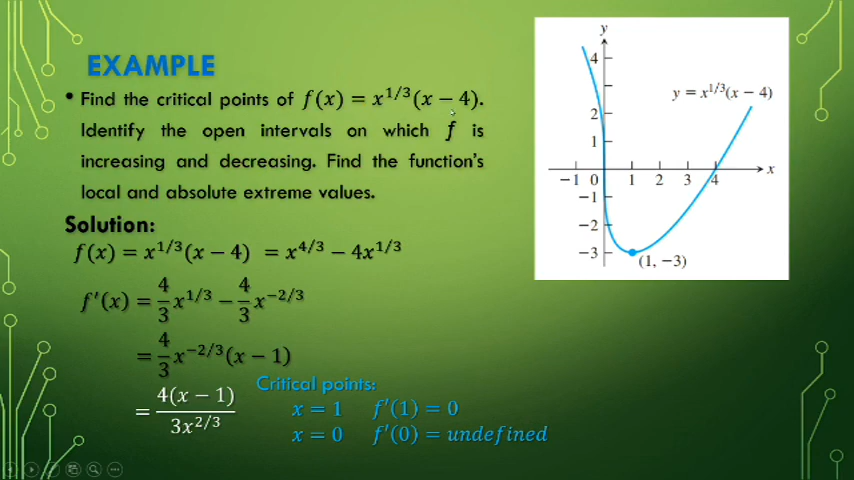 EXAMPLE
• Find the critical points of f(x) = x^{1/3}(x − 4).
Identify the open intervals on which f is
increasing and decreasing. Find the function's
local and absolute extreme values.
Solution:
f(x) = x^{1/3}(x − 4) = x^{4/3} − 4x^{1/3}
f′(x) = 4/3 x^{1/3} − 4/3 x^{−2/3}
= 4/3 x^{−2/3}(x − 1)
= 4(x − 1) / 3x^{2/3}
Critical points:
x = 1 f′(1) = 0
x = 0 f′(0) = undefined
y
4
y = x^{1/3}(x − 4)
2
1
x
−1 0 1 2 3 4
−1
−2
−3
(1, −3)